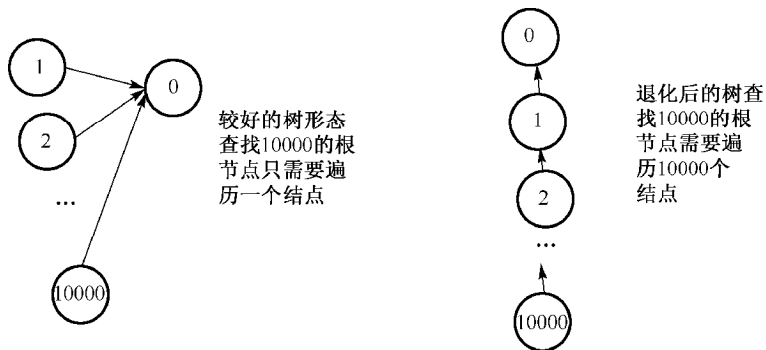 1
0
2
...
10000
较好的树形态
查找10000的根
节点只需要遍
历一个结点
0
1
2
...
10000
退化后的树查
找10000的根
节点需要遍
历10000个
结点